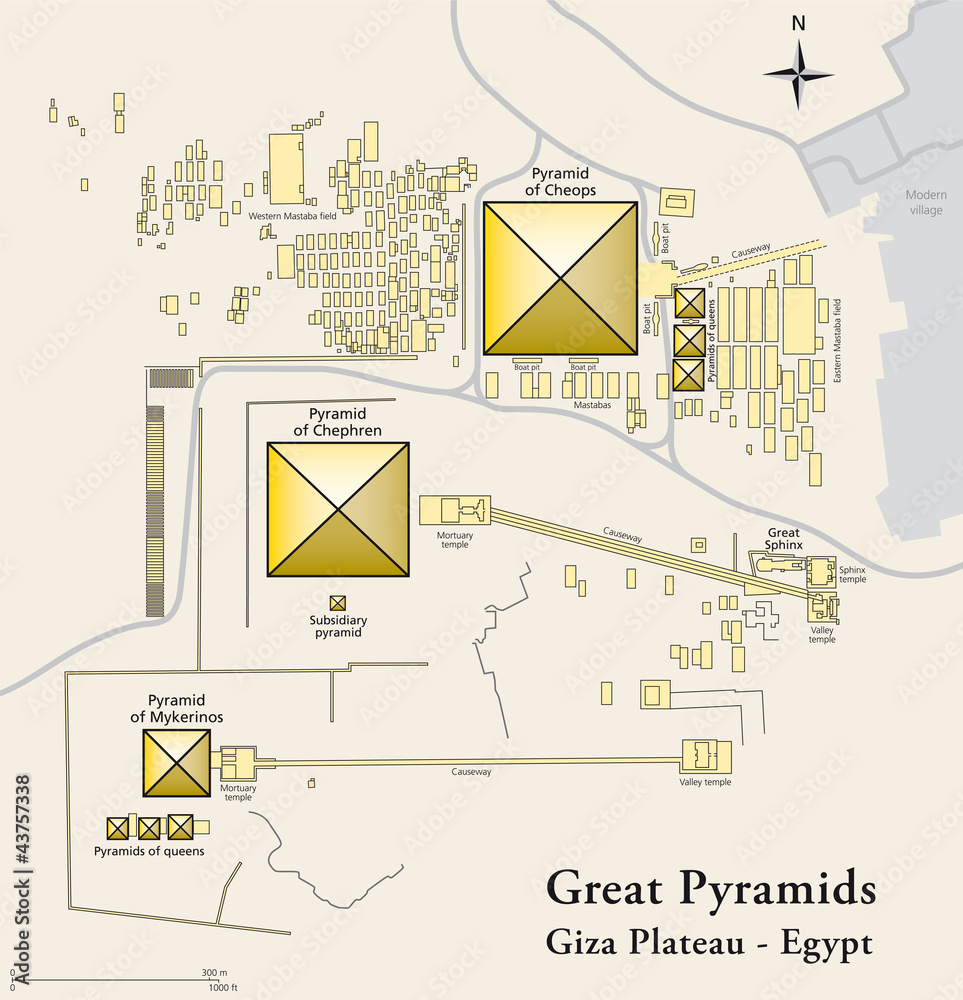 N
Pyramid
of Cheops
Modern
village
Western Mastaba field
Boat pit
Causeway
Boat pit
Pyramids of queens
Eastern Mastaba field
Boat pit
Boat pit
Mastabas
Pyramid
of Chephren
Mortuary
temple
Causeway
Great
Sphinx
Sphinx
temple
Valley
temple
Subsidiary
pyramid
Pyramid
of Mykerinos
Mortuary
temple
Causeway
Valley temple
Pyramids of queens
Great Pyramids
Giza Plateau - Egypt
0
300 m
0
1000 ft
Adobe Stock | #43757338
Adobe Stock